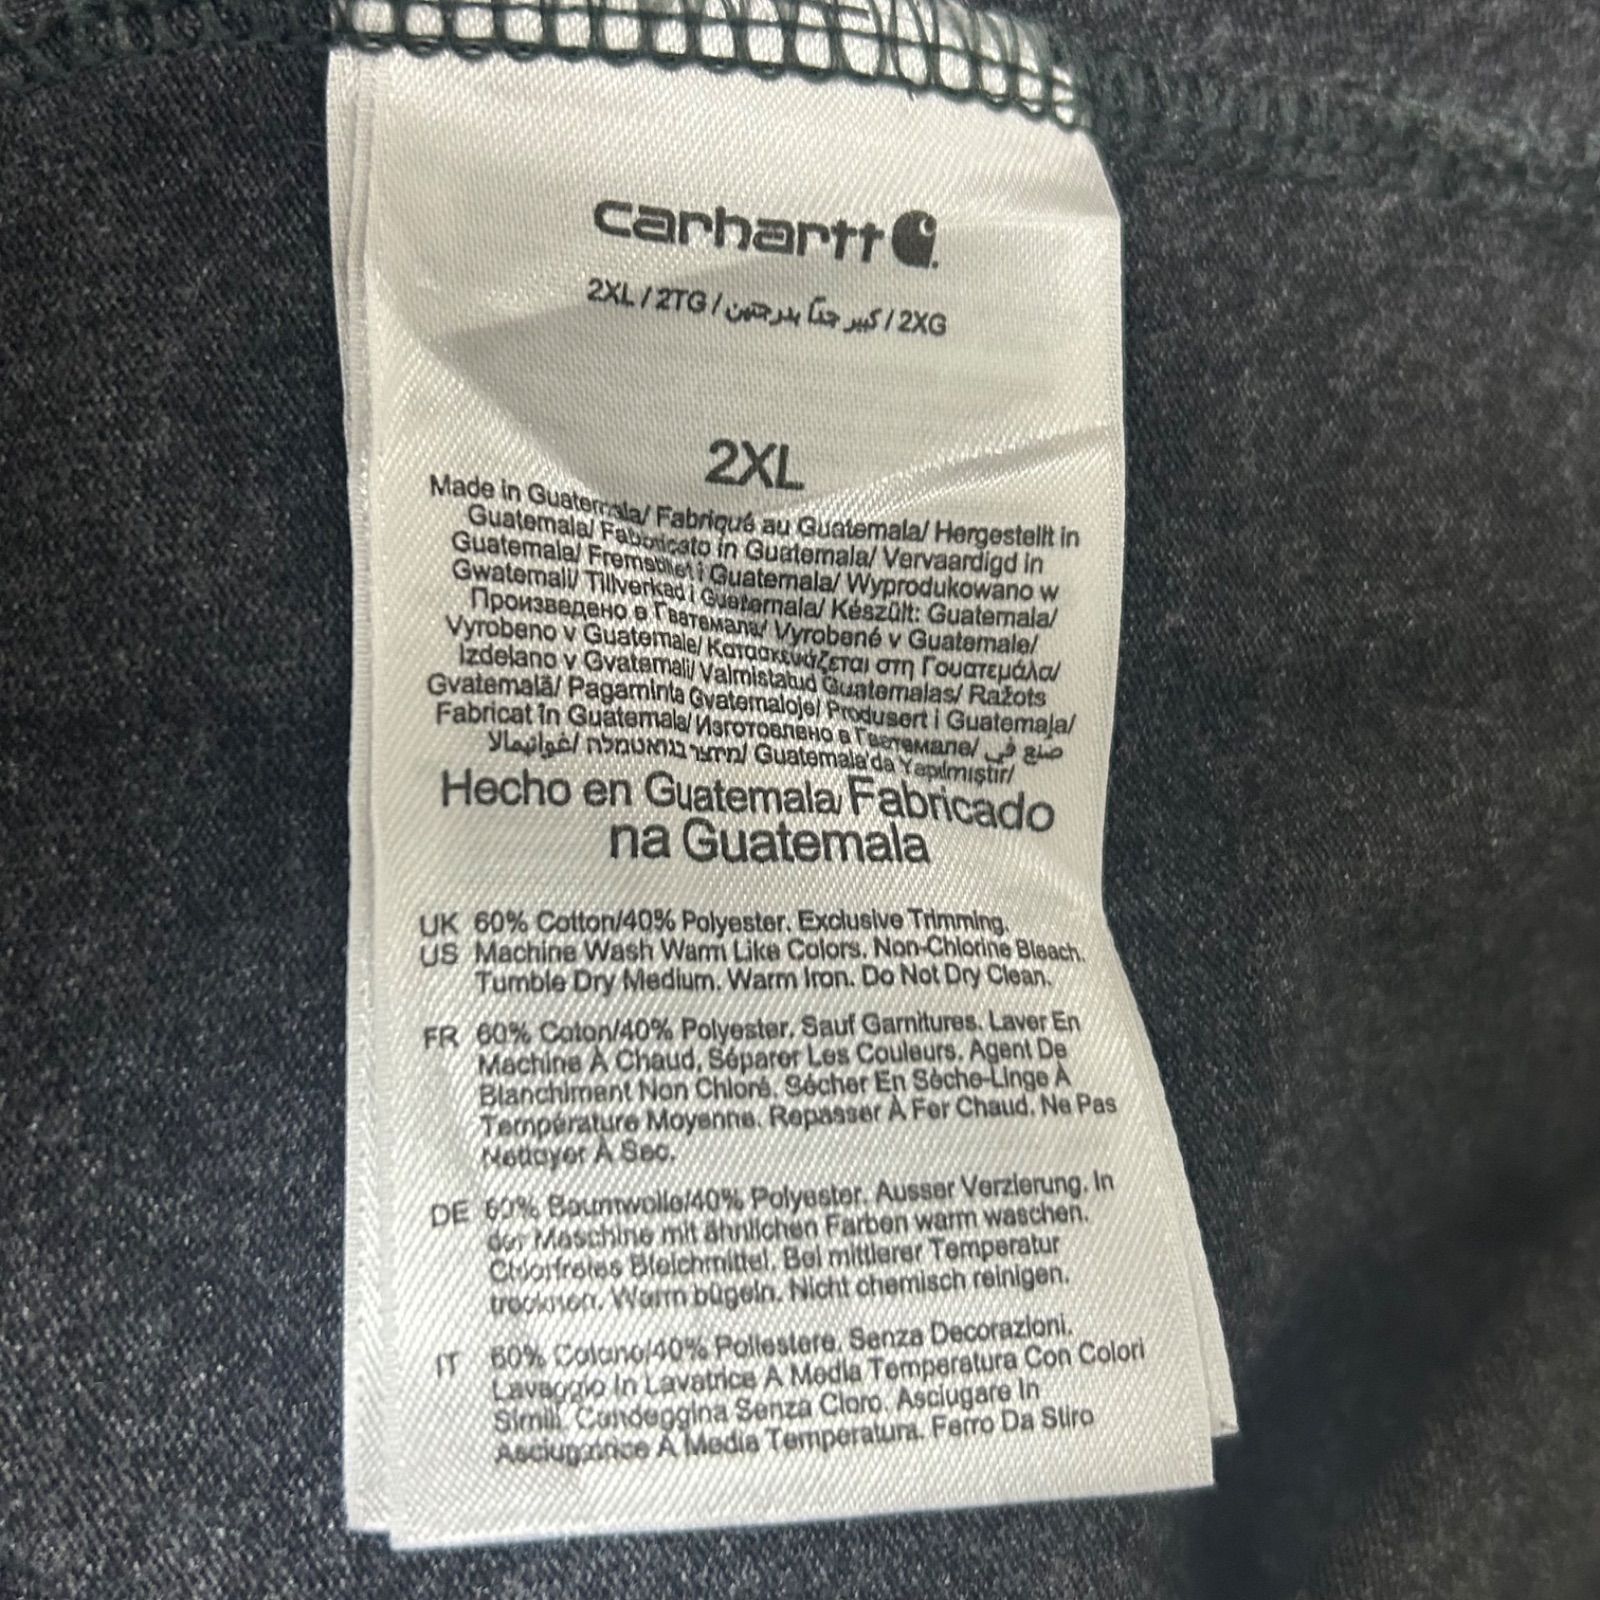 carhartt
2XL / 2TG / كبير جداً بدرجتين / 2XG
2XL
Made in Guatemala/ Fabriqué au Guatemala/ Hergestellt in
Guatemala/ Fabbricato in Guatemala/ Vervaardigd in
Guatemala/ Fremstillet i Guatemala/ Wyprodukowano w
Gwatemali/ Tillverkad i Guatemala/ Készült: Guatemala/
Произведено в Гватемала/ Vyrobené v Guatemale/
Vyrobeno v Guatemale/ Κατασκευάζεται στη Γουατεμάλα/
Izdelano v Gvatemali/ Valmistatud Guatemalas/ Ražots
Gvatemalā/ Pagaminta Gvatemaloje/ Produsert i Guatemala/
Fabricat în Guatemala/ Изготовлено в Гватемале/ صنع في
غواتيمالا/ מיוצר בגואטמלה/ Guatemala'da Yapılmıştır/
Hecho en Guatemala/ Fabricado
na Guatemala
UK 60% Cotton/40% Polyester. Exclusive Trimming.
US Machine Wash Warm Like Colors. Non-Chlorine Bleach.
Tumble Dry Medium. Warm Iron. Do Not Dry Clean.
FR 60% Coton/40% Polyester. Sauf Garnitures. Laver En
Machine À Chaud, Séparer Les Couleurs. Agent De
Blanchiment Non Chloré. Sécher En Sèche-Linge À
Température Moyenne. Repasser À Fer Chaud. Ne Pas
Nettoyer À Sec.
DE 60% Baumwolle/40% Polyester. Ausser Verzierung. In
der Maschine mit ähnlichen Farben warm waschen.
Chlorfreies Bleichmittel. Bei mittlerer Temperatur
trocknen. Warm bügeln. Nicht chemisch reinigen.
IT 60% Cotone/40% Poliestere. Senza Decorazioni.
Lavaggio In Lavatrice A Media Temperatura Con Colori
Simili. Candeggina Senza Cloro. Asciugare In
Asciugatrice A Media Temperatura. Ferro Da Stiro